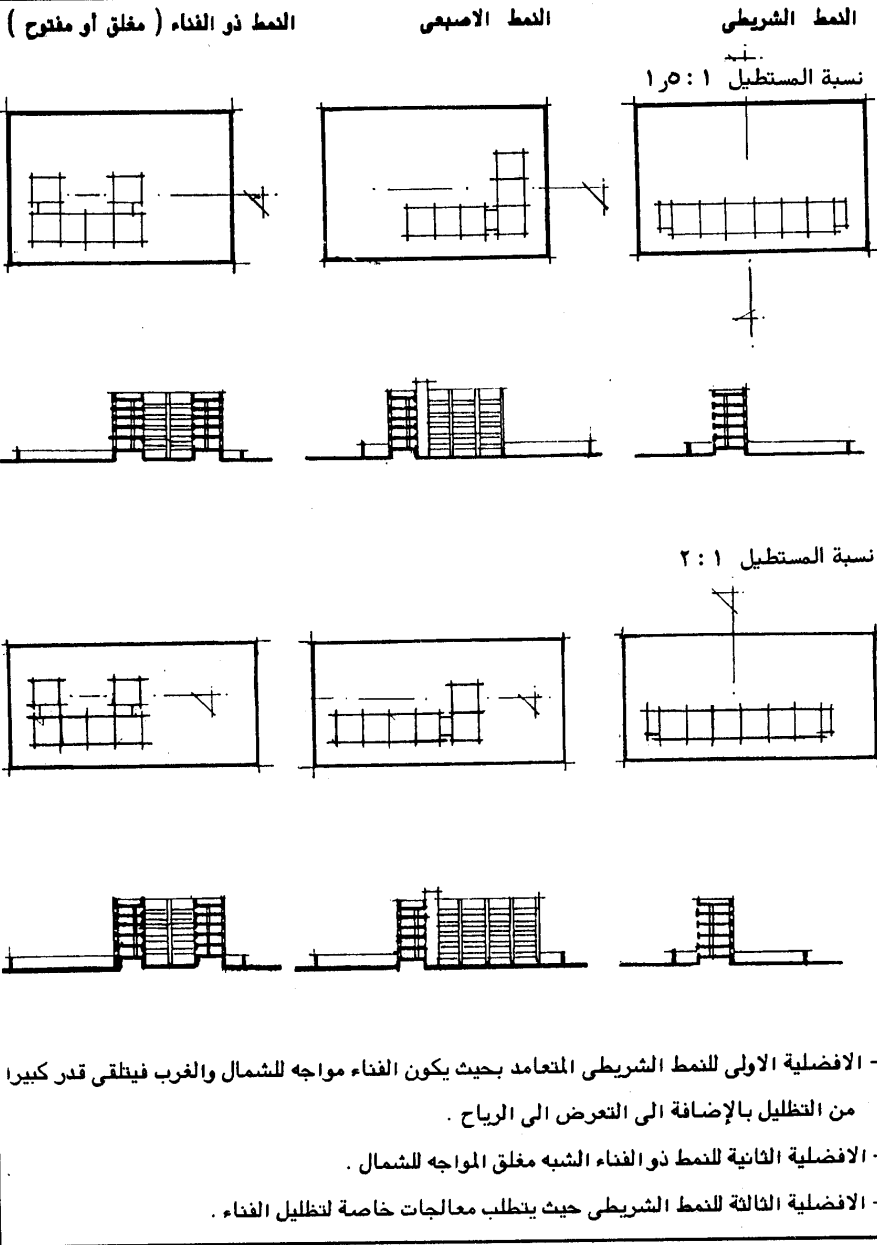 النمط الشريطى
النمط الاصبعى
النمط ذو الفناء ( مغلق أو مفتوح )
نسبة المستطيل ١ : ٥ر١
نسبة المستطيل ١ : ٢
- الافضلية الاولى للنمط الشريطى المتعامد بحيث يكون الفناء مواجه للشمال والغرب فيتلقى قدر كبيرا
من التظليل بالإضافة الى التعرض الى الرياح .
- الافضلية الثانية للنمط ذو الفناء الشبه مغلق المواجه للشمال .
- الافضلية الثالثة للنمط الشريطى حيث يتطلب معالجات خاصة لتظليل الفناء .